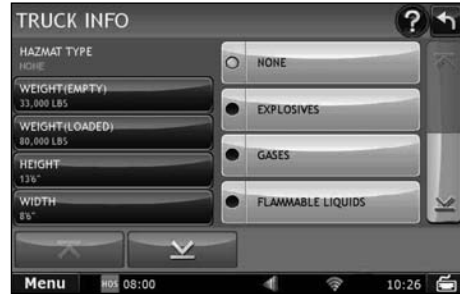 TRUCK INFO
?
HAZMAT TYPE
NONE
WEIGHT(EMPTY)
33,000 LBS
WEIGHT(LOADED)
80,000 LBS
HEIGHT
13'6"
WIDTH
8'6"
NONE
EXPLOSIVES
GASES
FLAMMABLE LIQUIDS
Menu HOS 08:00 10:26